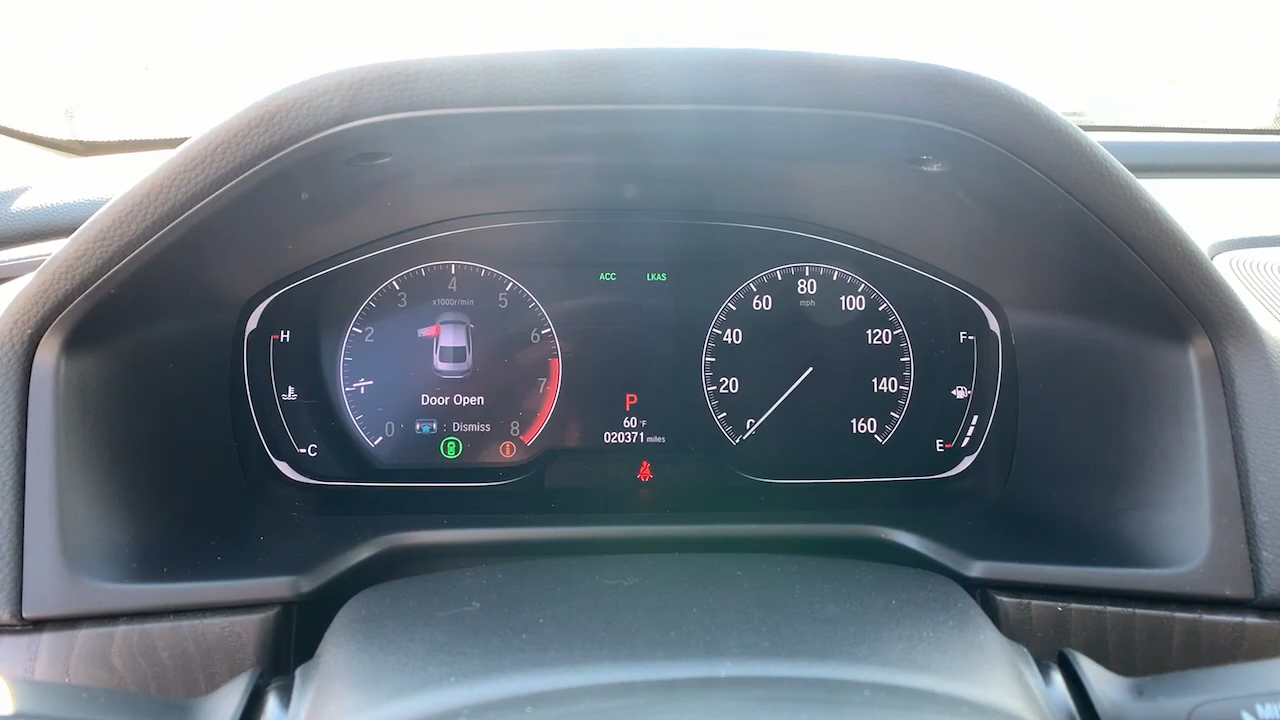 ACC LKAS
H
C
0
2
3
4
5
6
7
8
x1000r/min
Door Open
: Dismiss
P
60 °F
020371 miles
0
20
40
60
80
100
120
140
160
mph
F
E